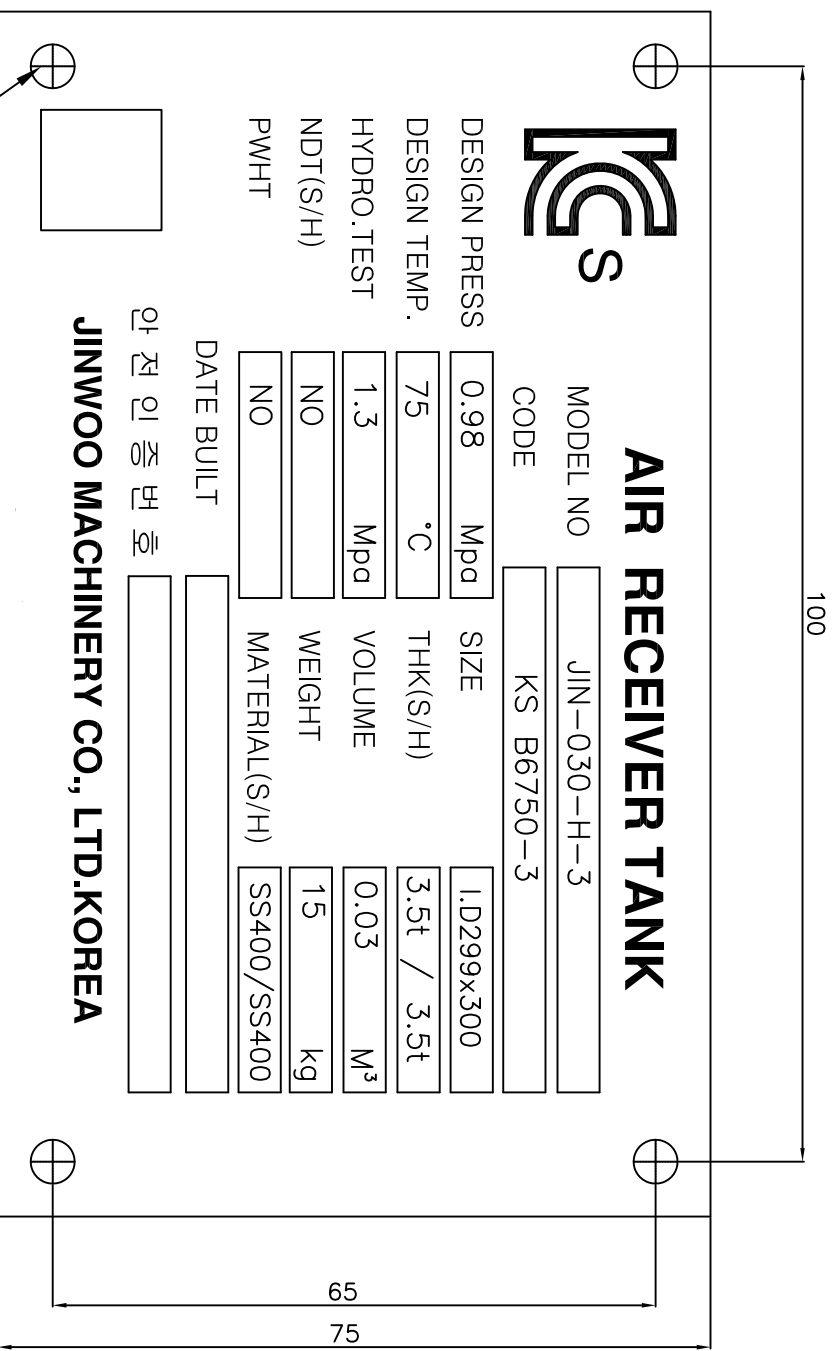 100
KC s
AIR RECEIVER TANK
MODEL NO JIN-030-H-3
CODE KS B6750-3
DESIGN PRESS 0.98 Mpa SIZE I.D299x300
DESIGN TEMP. 75 °C THK(S/H) 3.5t / 3.5t
HYDRO.TEST 1.3 Mpa VOLUME 0.03 M³
NDT(S/H) NO WEIGHT 15 kg
PWHT NO MATERIAL(S/H) SS400/SS400
DATE BUILT
안 전 인 증 번 호
JINWOO MACHINERY CO., LTD.KOREA
65
75